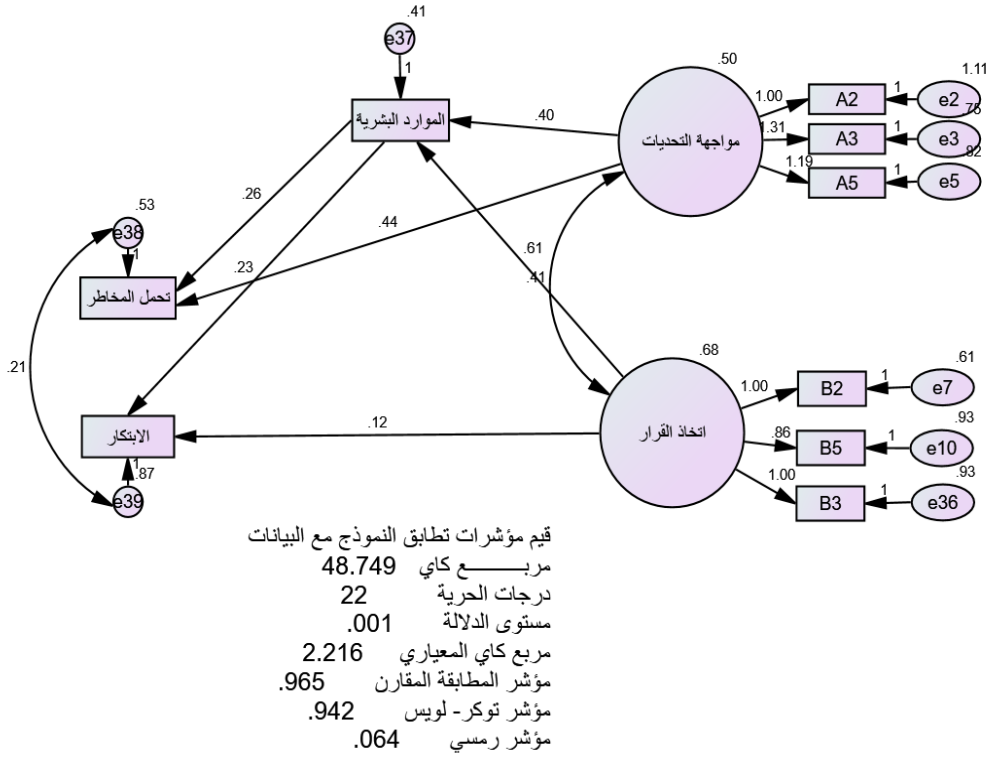 .41
e37
1
الموارد البشرية
.50
مواجهة التحديات
1.00
A2
1
e2
1.11
1.31
A3
1
e3
.75
1.19
A5
1
e5
.92
.40
.26
.44
.23
.61
.41
.53
e38
1
تحمل المخاطر
.21
الابتكار
1
.87
e39
.12
.68
اتخاذ القرار
1.00
B2
1
e7
.61
.86
B5
1
e10
.93
1.00
B3
1
e36
.93
قيم مؤشرات تطابق النموذج مع البيانات
مربـــــــــع كاي 48.749
درجات الحرية 22
مستوى الدلالة .001
مربع كاي المعياري 2.216
مؤشر المطابقة المقارن .965
مؤشر توكر- لويس .942
مؤشر رمسي .064